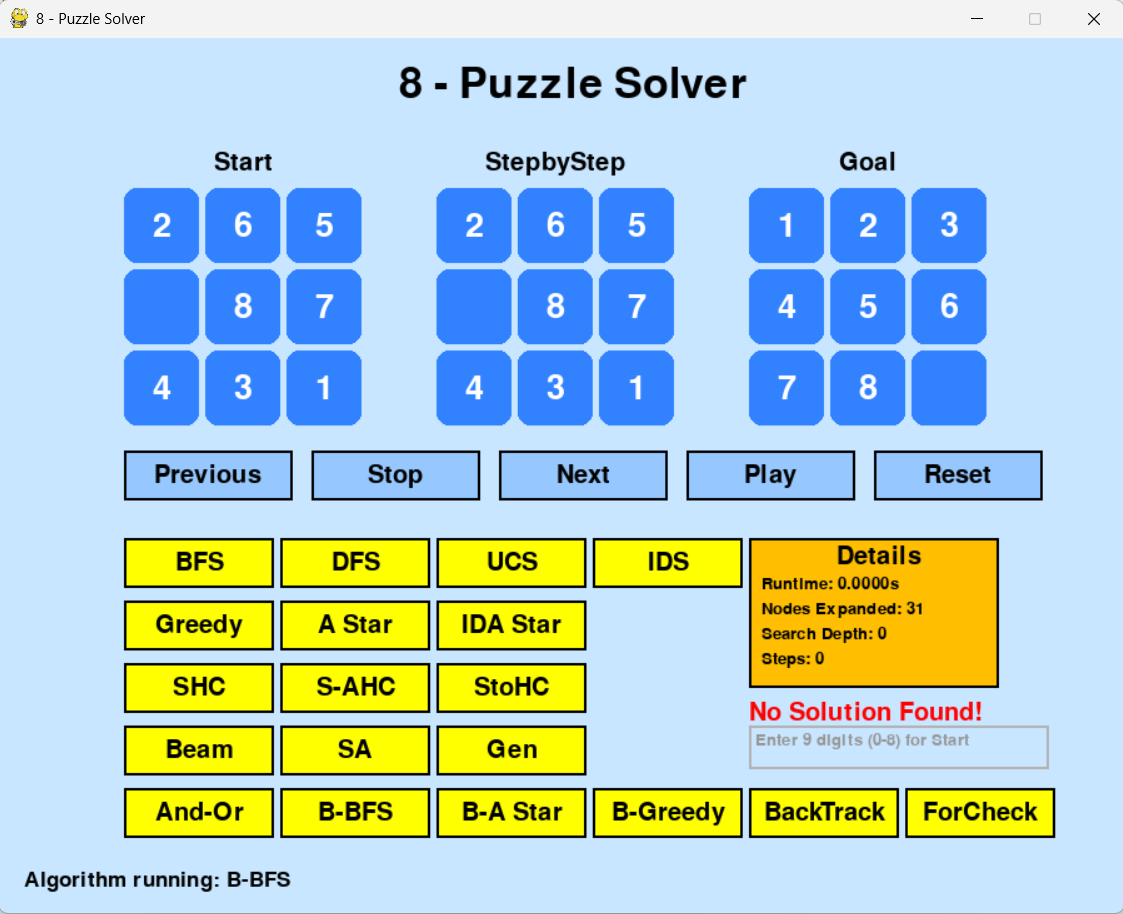 8 - Puzzle Solver
8 - Puzzle Solver
Start StepbyStep Goal
2 6 5 2 6 5 1 2 3
8 7 8 7 4 5 6
4 3 1 4 3 1 7 8
Previous Stop Next Play Reset
BFS DFS UCS IDS
Details
Runtime: 0.0000s
Nodes Expanded: 31
Search Depth: 0
Steps: 0
Greedy A Star IDA Star
SHC S-AHC StoHC
No Solution Found!
Enter 9 digits (0-8) for Start
Beam SA Gen
And-Or B-BFS B-A Star B-Greedy BackTrack ForCheck
Algorithm running: B-BFS